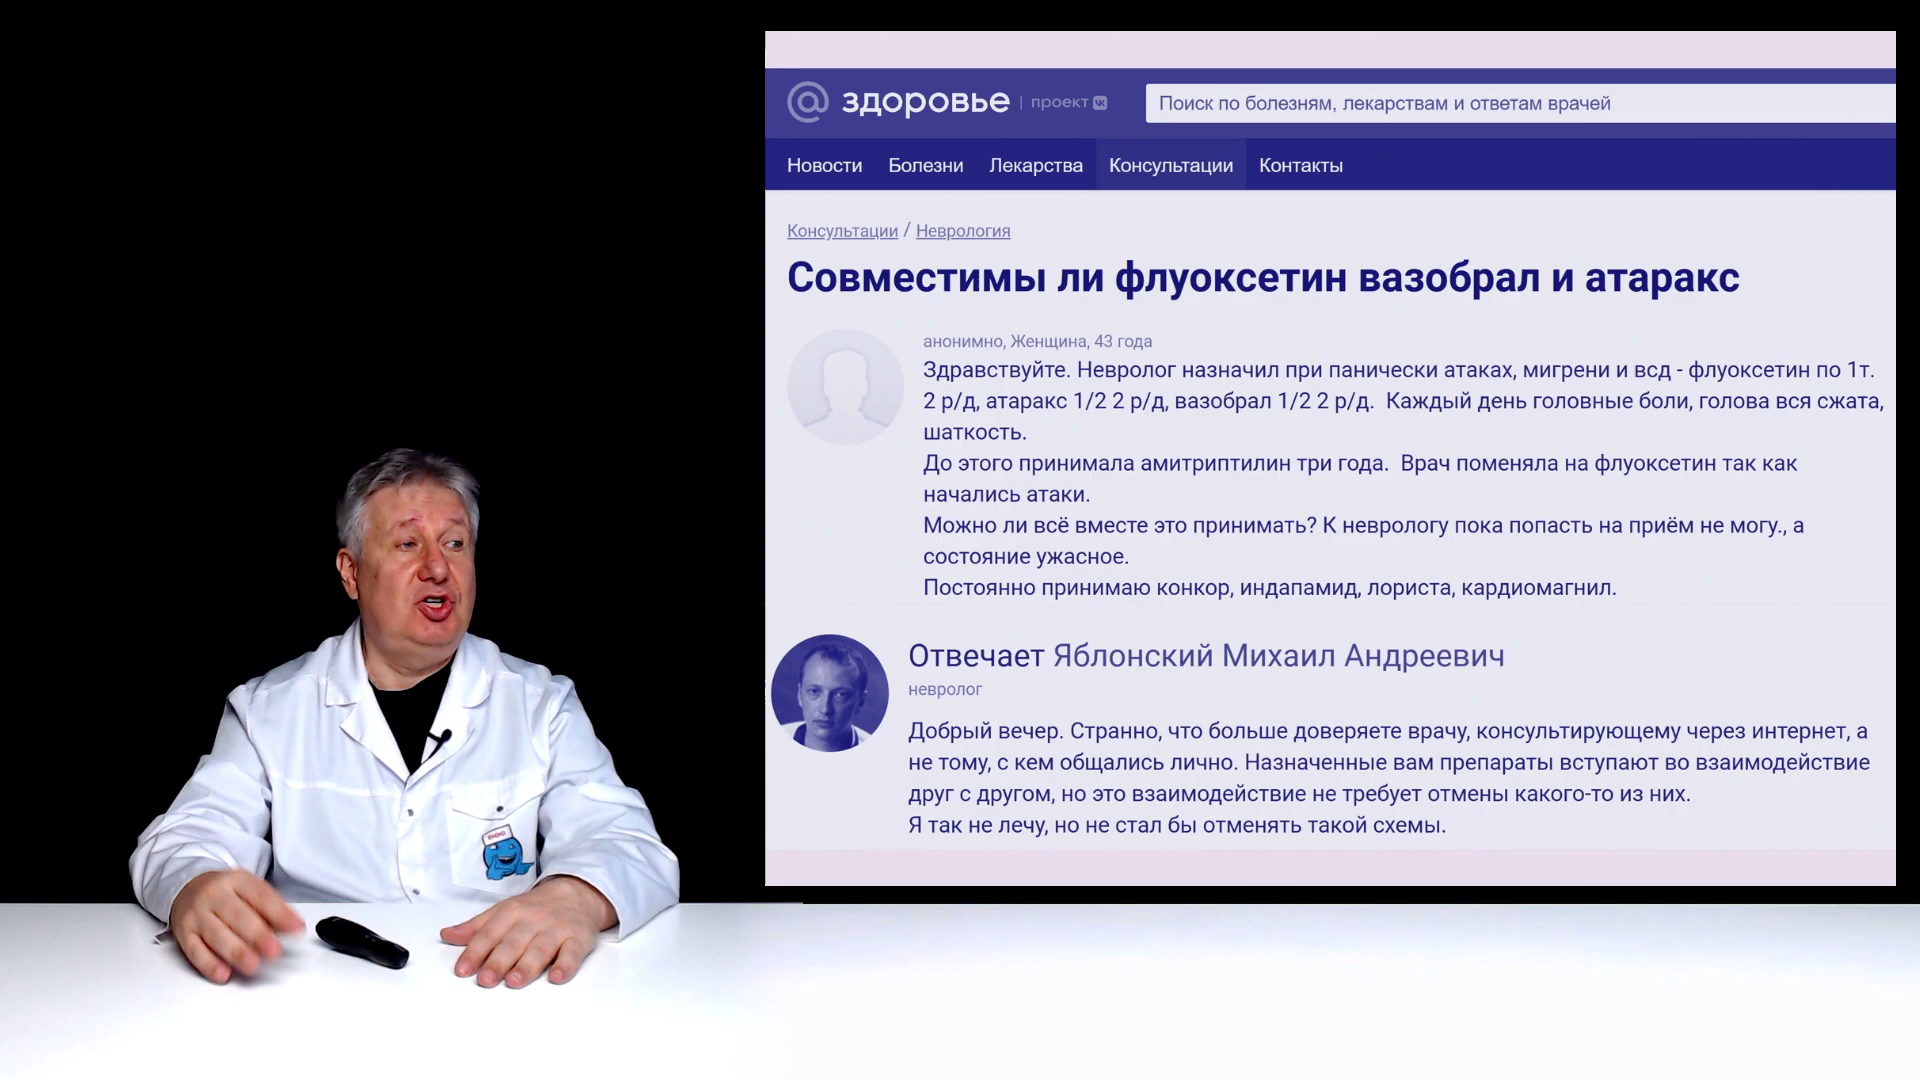 @ здоровье | проект
Поиск по болезням, лекарствам и ответам врачей
Новости Болезни Лекарства Консультации Контакты
Консультации / Неврология
Совместимы ли флуоксетин вазобрал и атаракс
анонимно, Женщина, 43 года
Здравствуйте. Невролог назначил при панически атаках, мигрени и всд - флуоксетин по 1т.
2 р/д, атаракс 1/2 2 р/д, вазобрал 1/2 2 р/д. Каждый день головные боли, голова вся сжата,
шаткость.
До этого принимала амитриптилин три года. Врач поменяла на флуоксетин так как
начались атаки.
Можно ли всё вместе это принимать? К неврологу пока попасть на приём не могу., а
состояние ужасное.
Постоянно принимаю конкор, индапамид, лориста, кардиомагнил.
Отвечает Яблонский Михаил Андреевич
невролог
Добрый вечер. Странно, что больше доверяете врачу, консультирующему через интернет, а
не тому, с кем общались лично. Назначенные вам препараты вступают во взаимодействие
друг с другом, но это взаимодействие не требует отмены какого-то из них.
Я так не лечу, но не стал бы отменять такой схемы.